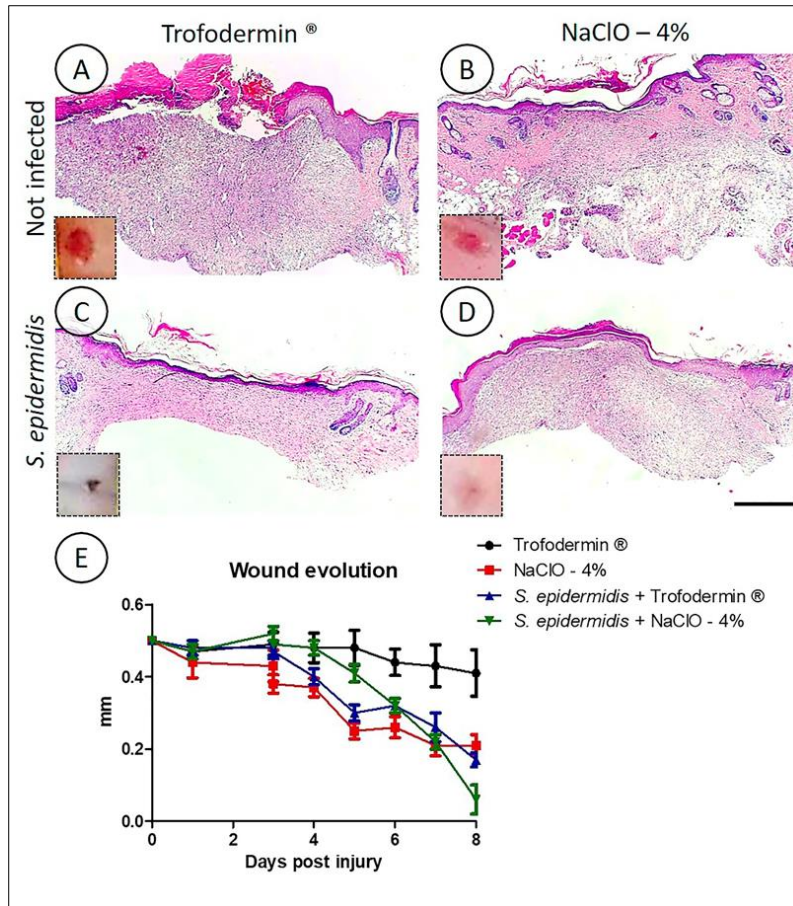 Trofodermin ®
NaClO – 4%
Not infected
A
B
S. epidermidis
C
D
E
Wound evolution
Trofodermin ®
NaClO - 4%
S. epidermidis + Trofodermin ®
S. epidermidis + NaClO - 4%
0.6
0.4
0.2
0.0
mm
0 2 4 6 8
Days post injury